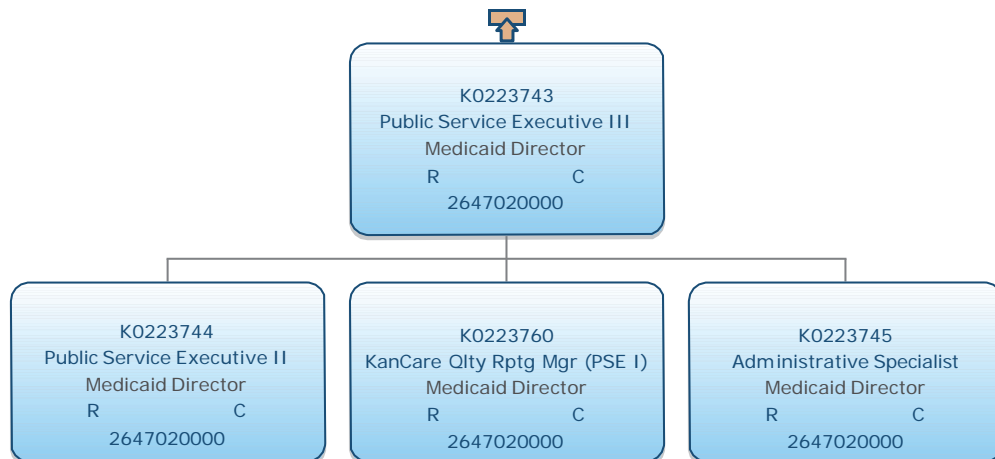 K0223743
Public Service Executive III
Medicaid Director
R C
2647020000
K0223744
Public Service Executive II
Medicaid Director
R C
2647020000
K0223760
KanCare Qlty Rptg Mgr (PSE I)
Medicaid Director
R C
2647020000
K0223745
Administrative Specialist
Medicaid Director
R C
2647020000